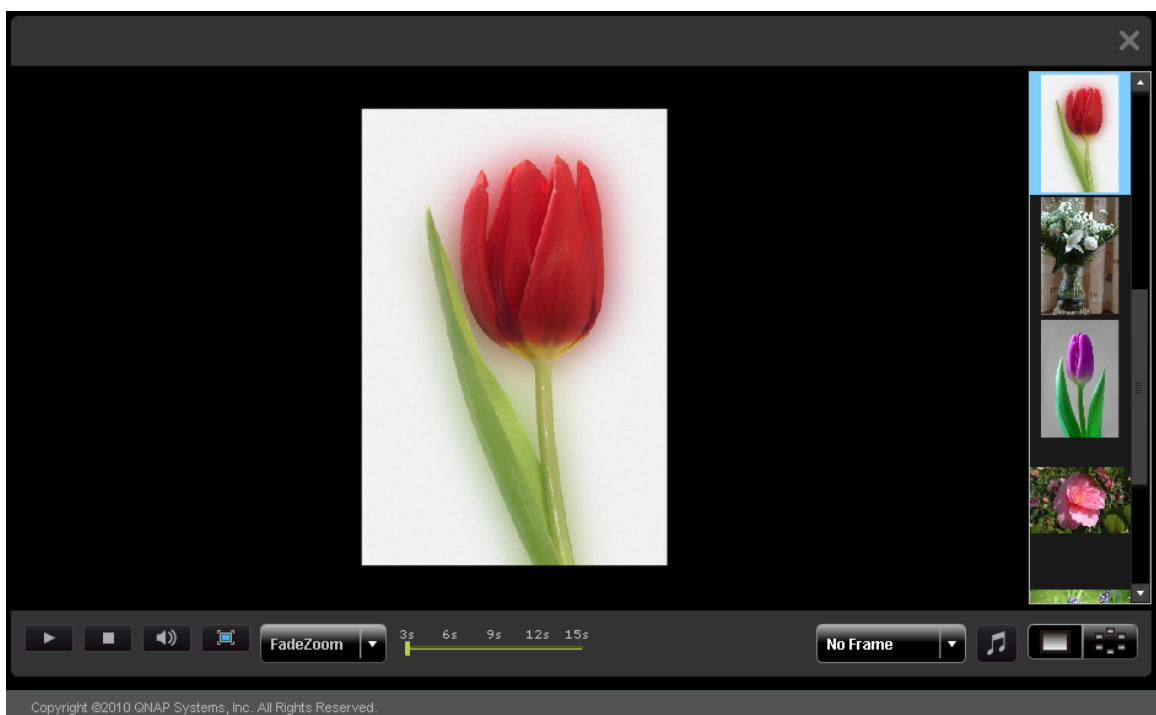 FadeZoom
3s 6s 9s 12s 15s
No Frame
Copyright ©2010 QNAP Systems, Inc. All Rights Reserved.